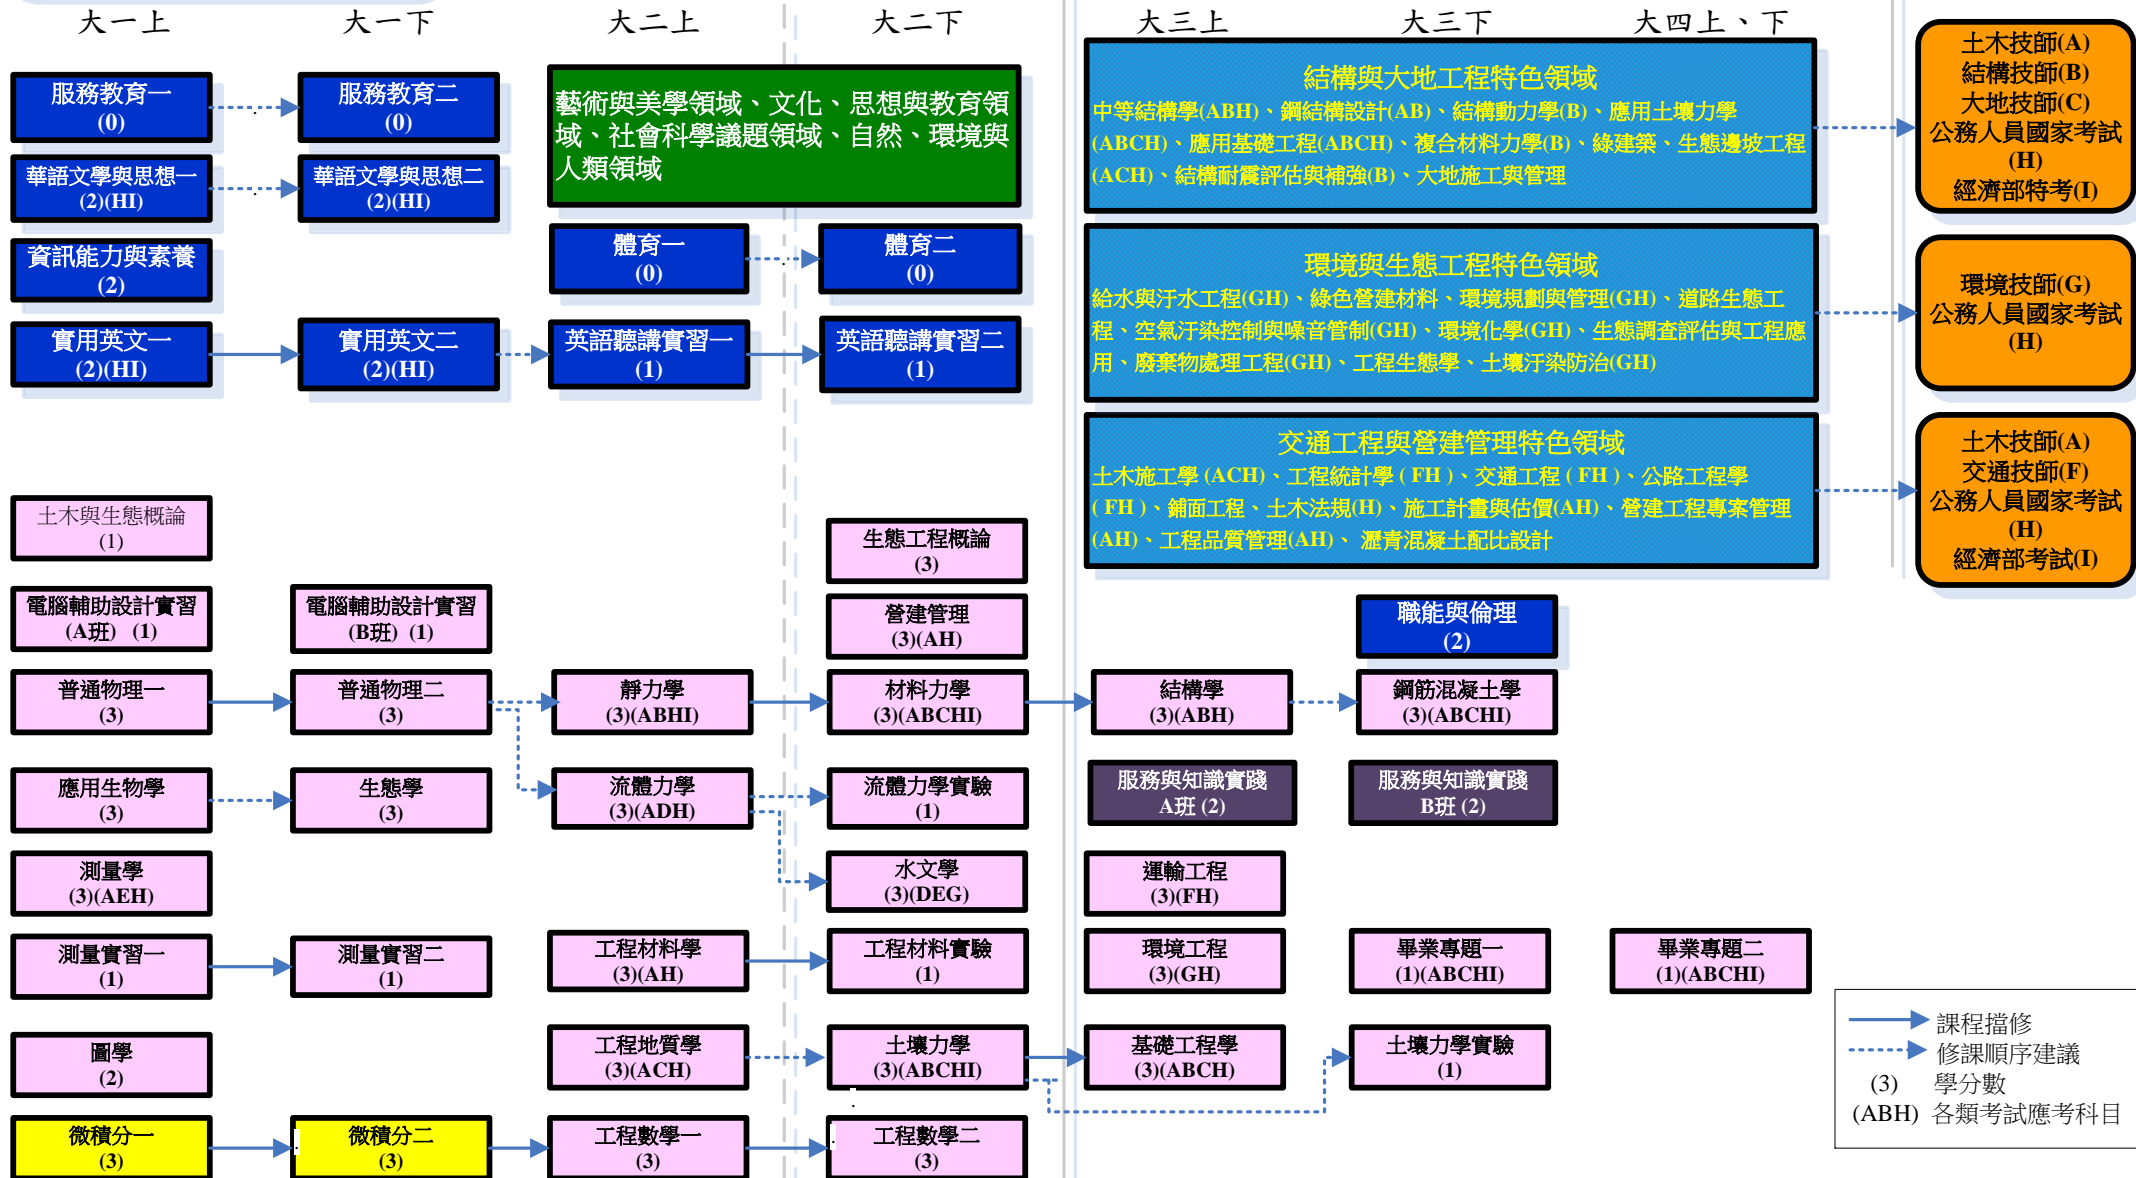 大一上
大一下
大二上
大二下
大三上
大三下
大四上、下
服務教育一
(0)
服務教育二
(0)
華語文學與思想一
(2)(HI)
華語文學與思想二
(2)(HI)
資訊能力與素養
(2)
實用英文一
(2)(HI)
實用英文二
(2)(HI)
藝術與美學領域、文化、思想與教育領
域、社會科學議題領域、自然、環境與
人類領域
體育一
(0)
體育二
(0)
英語聽講實習一
(1)
英語聽講實習二
(1)
結構與大地工程特色領域
中等結構學(ABH)、鋼結構設計(AB)、結構動力學(B)、應用土壤力學
(ABCH)、應用基礎工程(ABCH)、複合材料力學(B)、綠建築、生態邊坡工程
(ACH)、結構耐震評估與補強(B)、大地施工與管理
環境與生態工程特色領域
給水與汙水工程(GH)、綠色營建材料、環境規劃與管理(GH)、道路生態工
程、空氣汙染控制與噪音管制(GH)、環境化學(GH)、生態調查評估與工程應
用、廢棄物處理工程(GH)、工程生態學、土壤汙染防治(GH)
交通工程與營建管理特色領域
土木施工學 (ACH)、工程統計學 ( FH )、交通工程 ( FH )、公路工程學
( FH )、鋪面工程、土木法規(H)、施工計畫與估價(AH)、營建工程專案管理
(AH)、工程品質管理(AH)、 瀝青混凝土配比設計
土木技師(A)
結構技師(B)
大地技師(C)
公務人員國家考試
(H)
經濟部特考(I)
環境技師(G)
公務人員國家考試
(H)
土木技師(A)
交通技師(F)
公務人員國家考試
(H)
經濟部考試(I)
土木與生態概論
(1)
生態工程概論
(3)
電腦輔助設計實習
(A班) (1)
電腦輔助設計實習
(B班) (1)
營建管理
(3)(AH)
職能與倫理
(2)
普通物理一
(3)
普通物理二
(3)
靜力學
(3)(ABHI)
材料力學
(3)(ABCHI)
結構學
(3)(ABH)
鋼筋混凝土學
(3)(ABCHI)
應用生物學
(3)
生態學
(3)
流體力學
(3)(ADH)
流體力學實驗
(1)
服務與知識實踐
A班 (2)
服務與知識實踐
B班 (2)
測量學
(3)(AEH)
水文學
(3)(DEG)
運輸工程
(3)(FH)
測量實習一
(1)
測量實習二
(1)
工程材料學
(3)(AH)
工程材料實驗
(1)
環境工程
(3)(GH)
畢業專題一
(1)(ABCHI)
畢業專題二
(1)(ABCHI)
圖學
(2)
工程地質學
(3)(ACH)
土壤力學
(3)(ABCHI)
基礎工程學
(3)(ABCH)
土壤力學實驗
(1)
微積分一
(3)
微積分二
(3)
工程數學一
(3)
工程數學二
(3)
課程擋修
修課順序建議
(3) 學分數
(ABH) 各類考試應考科目